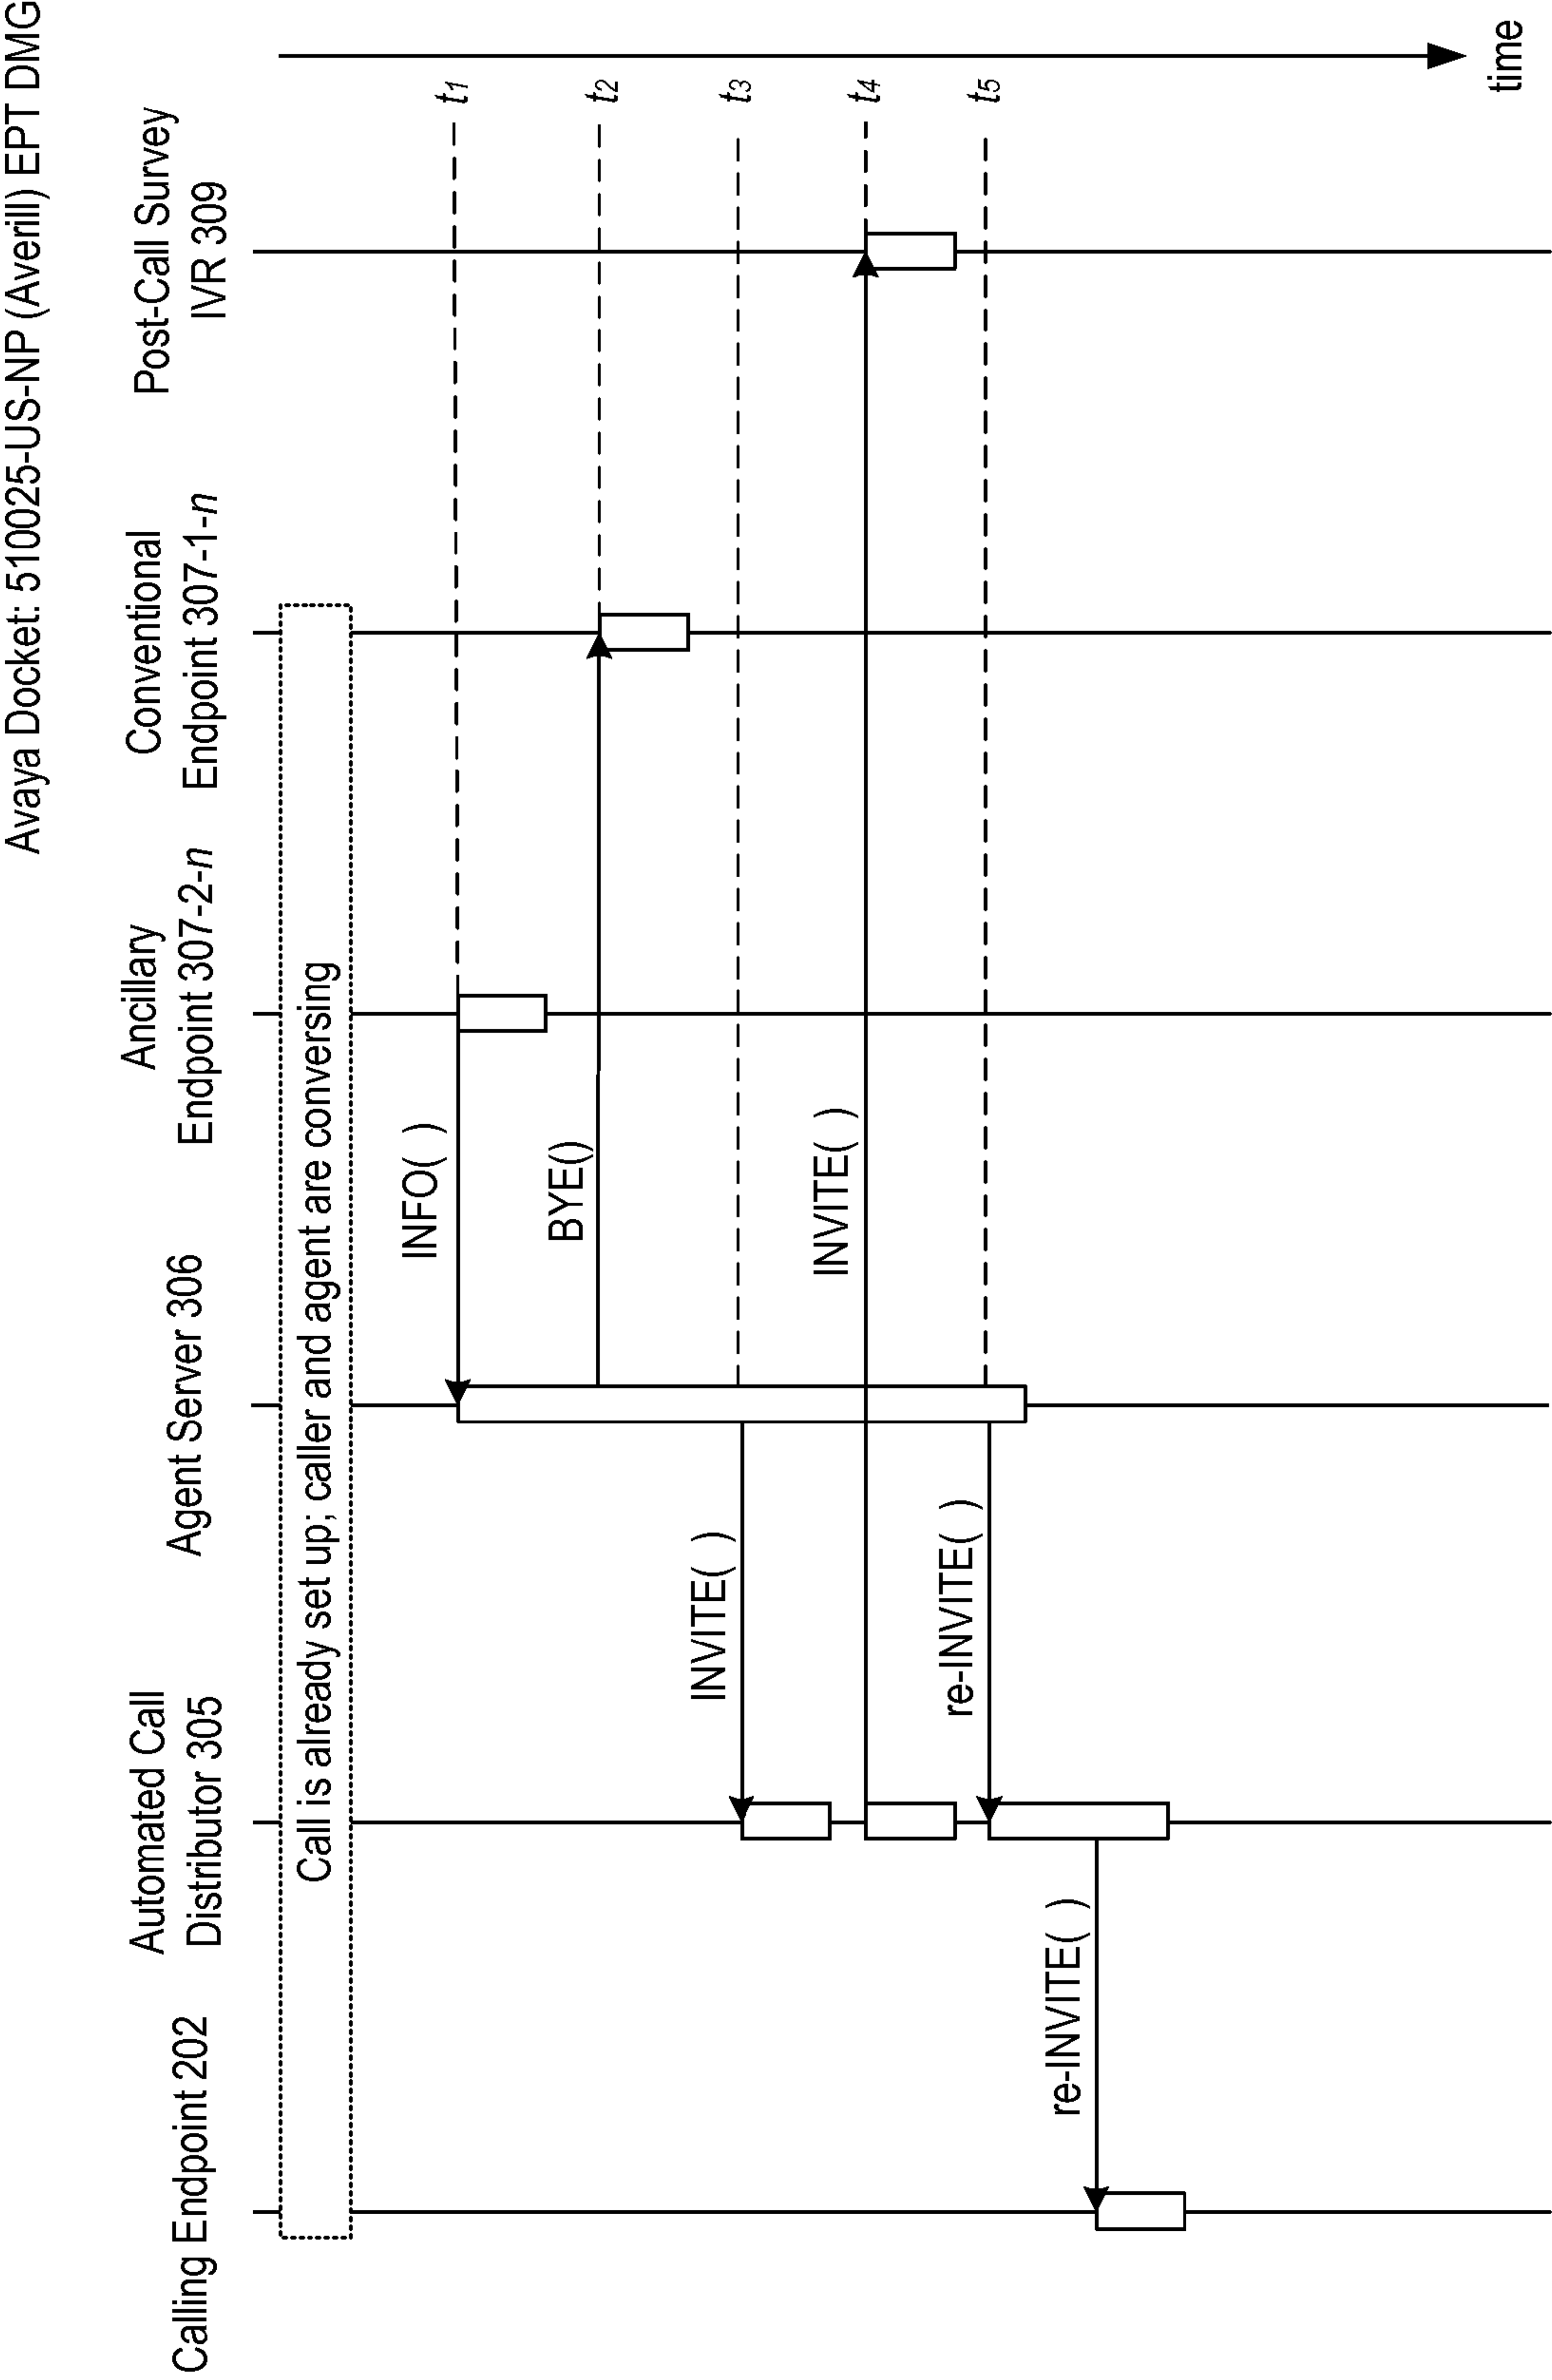 Avaya Docket: 510025-US-NP (Averill) EPT DMG
Calling Endpoint 202
Automated Call
Distributor 305
Agent Server 306
Ancillary
Endpoint 307-2-n
Conventional
Endpoint 307-1-n
Post-Call Survey
IVR 309
Call is already set up; caller and agent are conversing
INFO( )
t1
BYE()
t2
INVITE( )
t3
INVITE( )
t4
re-INVITE( )
t5
re-INVITE( )
time